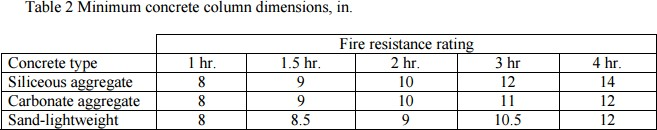 Table 2 Minimum concrete column dimensions, in.
Fire resistance rating
Concrete type 1 hr. 1.5 hr. 2 hr. 3 hr 4 hr.
Siliceous aggregate 8 9 10 12 14
Carbonate aggregate 8 9 10 11 12
Sand-lightweight 8 8.5 9 10.5 12